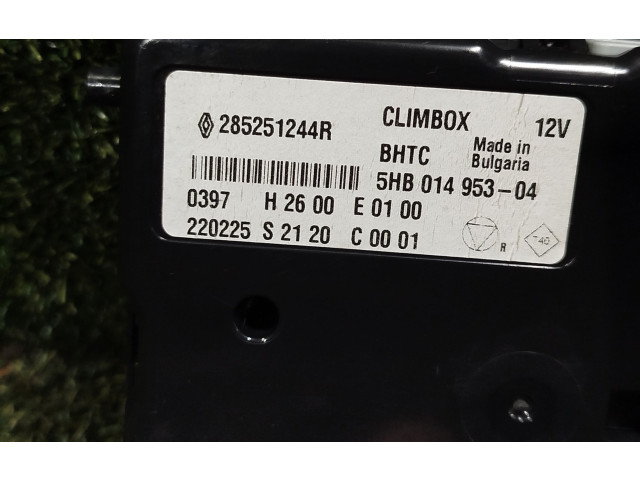 285251244R CLIMBOX 12V
BHTC Made in Bulgaria
5HB 014 953-04
0397 H 26 00 E 01 00
220225 S 21 20 C 00 01
R 740